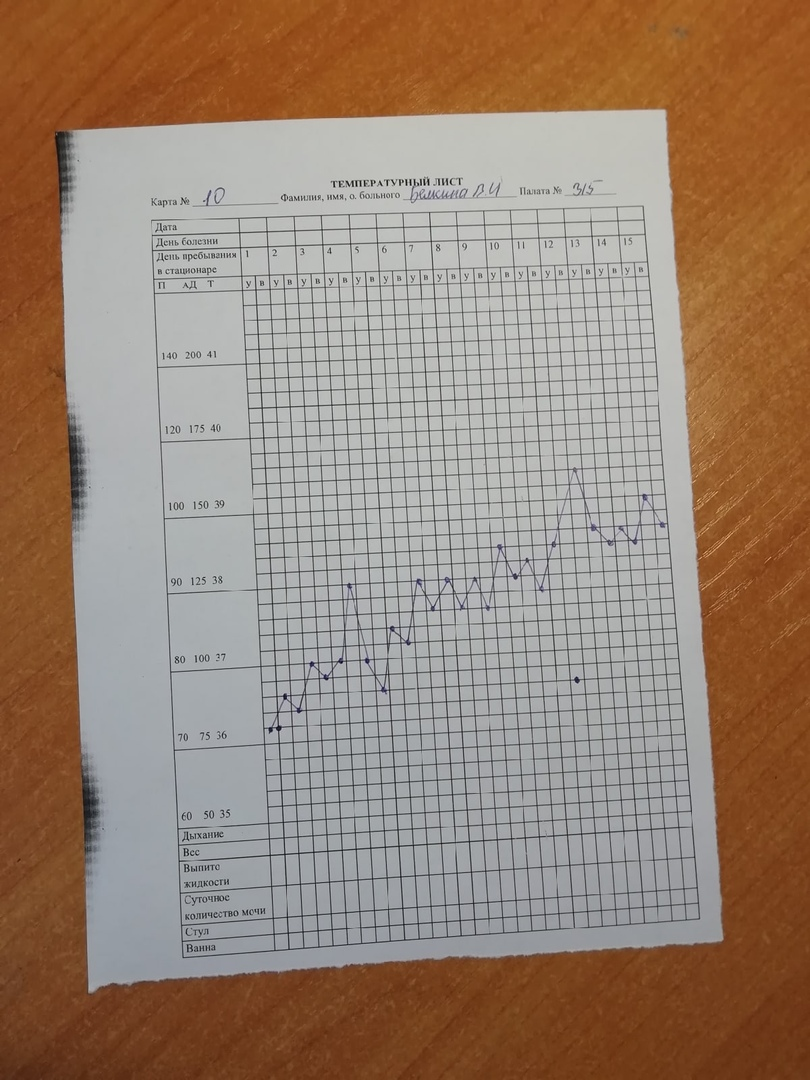 ТЕМПЕРАТУРНЫЙ ЛИСТ
Карта № 10 Фамилия, имя, о. больного Белкина В.И Палата № 315
Дата
День болезни
День пребывания в стационаре 1 2 3 4 5 6 7 8 9 10 11 12 13 14 15
П АД Т у в у в у в у в у в у в у в у в у в у в у в у в у в у в у в
140 200 41
120 175 40
100 150 39
90 125 38
80 100 37
70 75 36
60 50 35
Дыхание
Вес
Выпито
жидкости
Суточное
количество мочи
Стул
Ванна